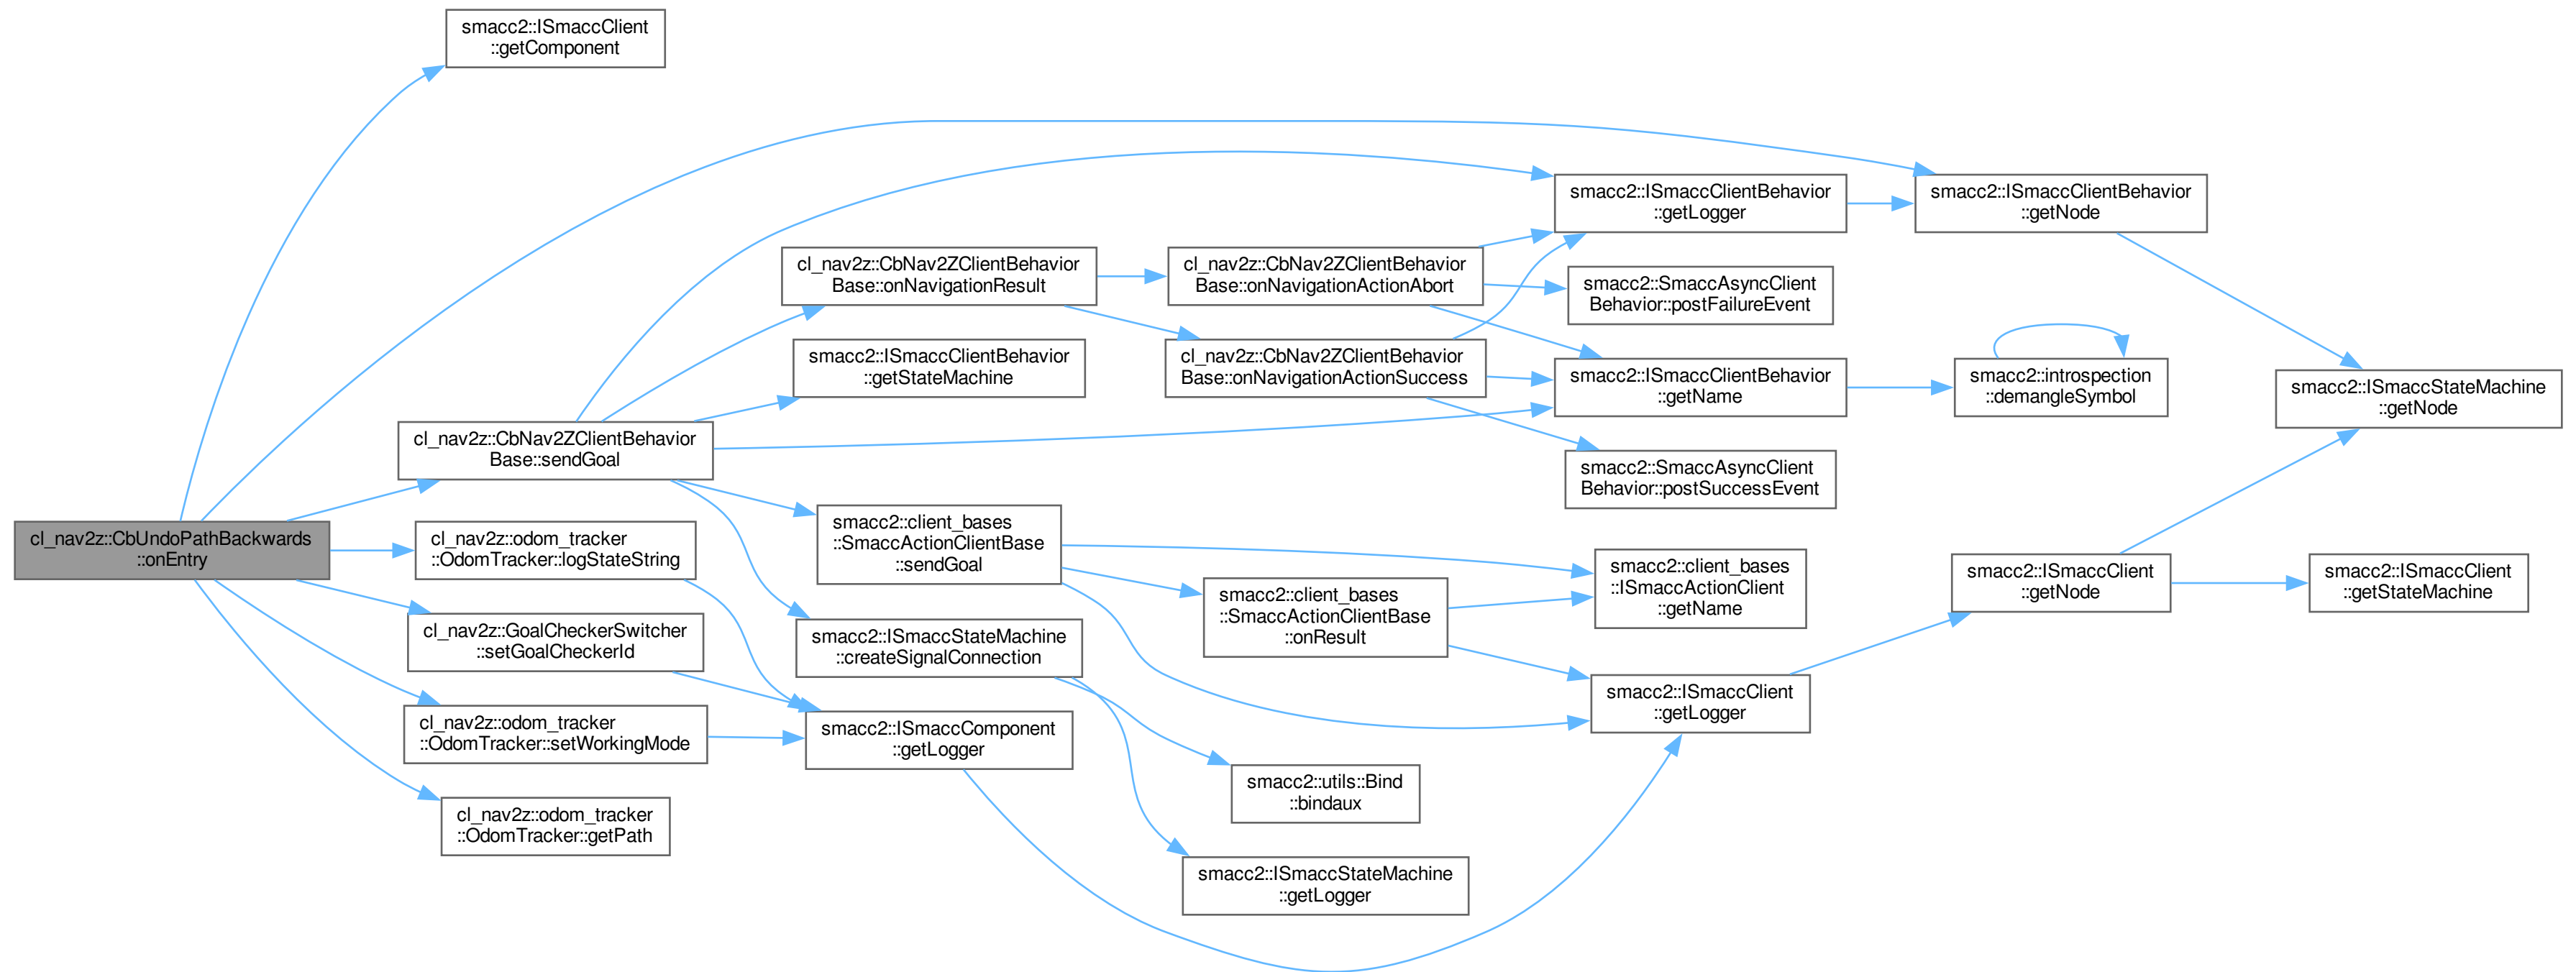 smacc2::ISmaccClient
::getComponent
smacc2::ISmaccClientBehavior
::getLogger
smacc2::ISmaccClientBehavior
::getNode
cl_nav2z::CbNav2ZClientBehavior
Base::onNavigationResult
cl_nav2z::CbNav2ZClientBehavior
Base::onNavigationActionAbort
smacc2::SmaccAsyncClient
Behavior::postFailureEvent
smacc2::ISmaccClientBehavior
::getStateMachine
cl_nav2z::CbNav2ZClientBehavior
Base::onNavigationActionSuccess
smacc2::ISmaccClientBehavior
::getName
smacc2::introspection
::demangleSymbol
smacc2::ISmaccStateMachine
::getNode
cl_nav2z::CbNav2ZClientBehavior
Base::sendGoal
smacc2::SmaccAsyncClient
Behavior::postSuccessEvent
cl_nav2z::CbUndoPathBackwards
::onEntry
cl_nav2z::odom_tracker
::OdomTracker::logStateString
smacc2::client_bases
::SmaccActionClientBase
::sendGoal
smacc2::client_bases
::ISmaccActionClient
::getName
smacc2::ISmaccClient
::getNode
smacc2::ISmaccClient
::getStateMachine
smacc2::client_bases
::SmaccActionClientBase
::onResult
cl_nav2z::GoalCheckerSwitcher
::setGoalCheckerId
smacc2::ISmaccStateMachine
::createSignalConnection
smacc2::ISmaccClient
::getLogger
cl_nav2z::odom_tracker
::OdomTracker::setWorkingMode
smacc2::ISmaccComponent
::getLogger
smacc2::utils::Bind
::bindaux
cl_nav2z::odom_tracker
::OdomTracker::getPath
smacc2::ISmaccStateMachine
::getLogger